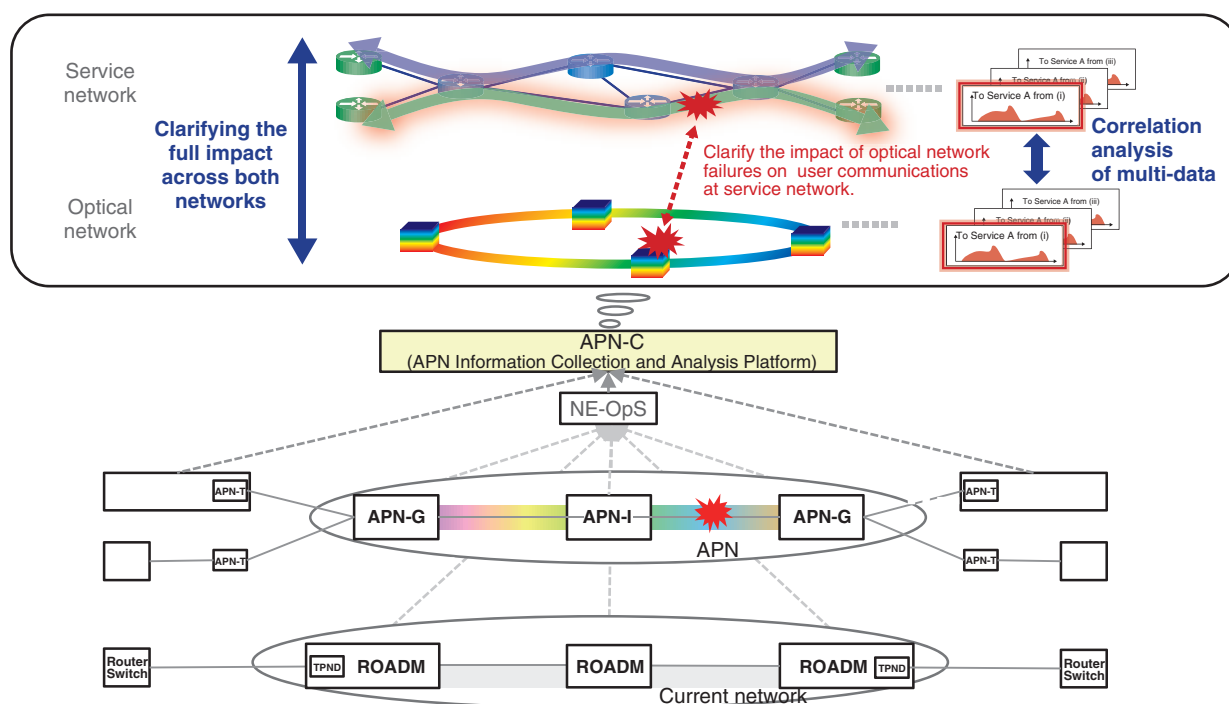 Service
network
Clarifying the
full impact
across both
networks
Optical
network
Clarify the impact of optical network
failures on user communications
at service network.
To Service A from (iii)
To Service A from (ii)
To Service A from (i)
Correlation
analysis
of multi-data
To Service A from (iii)
To Service A from (ii)
To Service A from (i)
APN-C
(APN Information Collection and Analysis Platform)
NE-OpS
APN-T
APN-T
APN-G
APN-I
APN-G
APN
APN-T
APN-T
Router
Switch
TPND
ROADM
ROADM
ROADM
TPND
Router
Switch
Current network